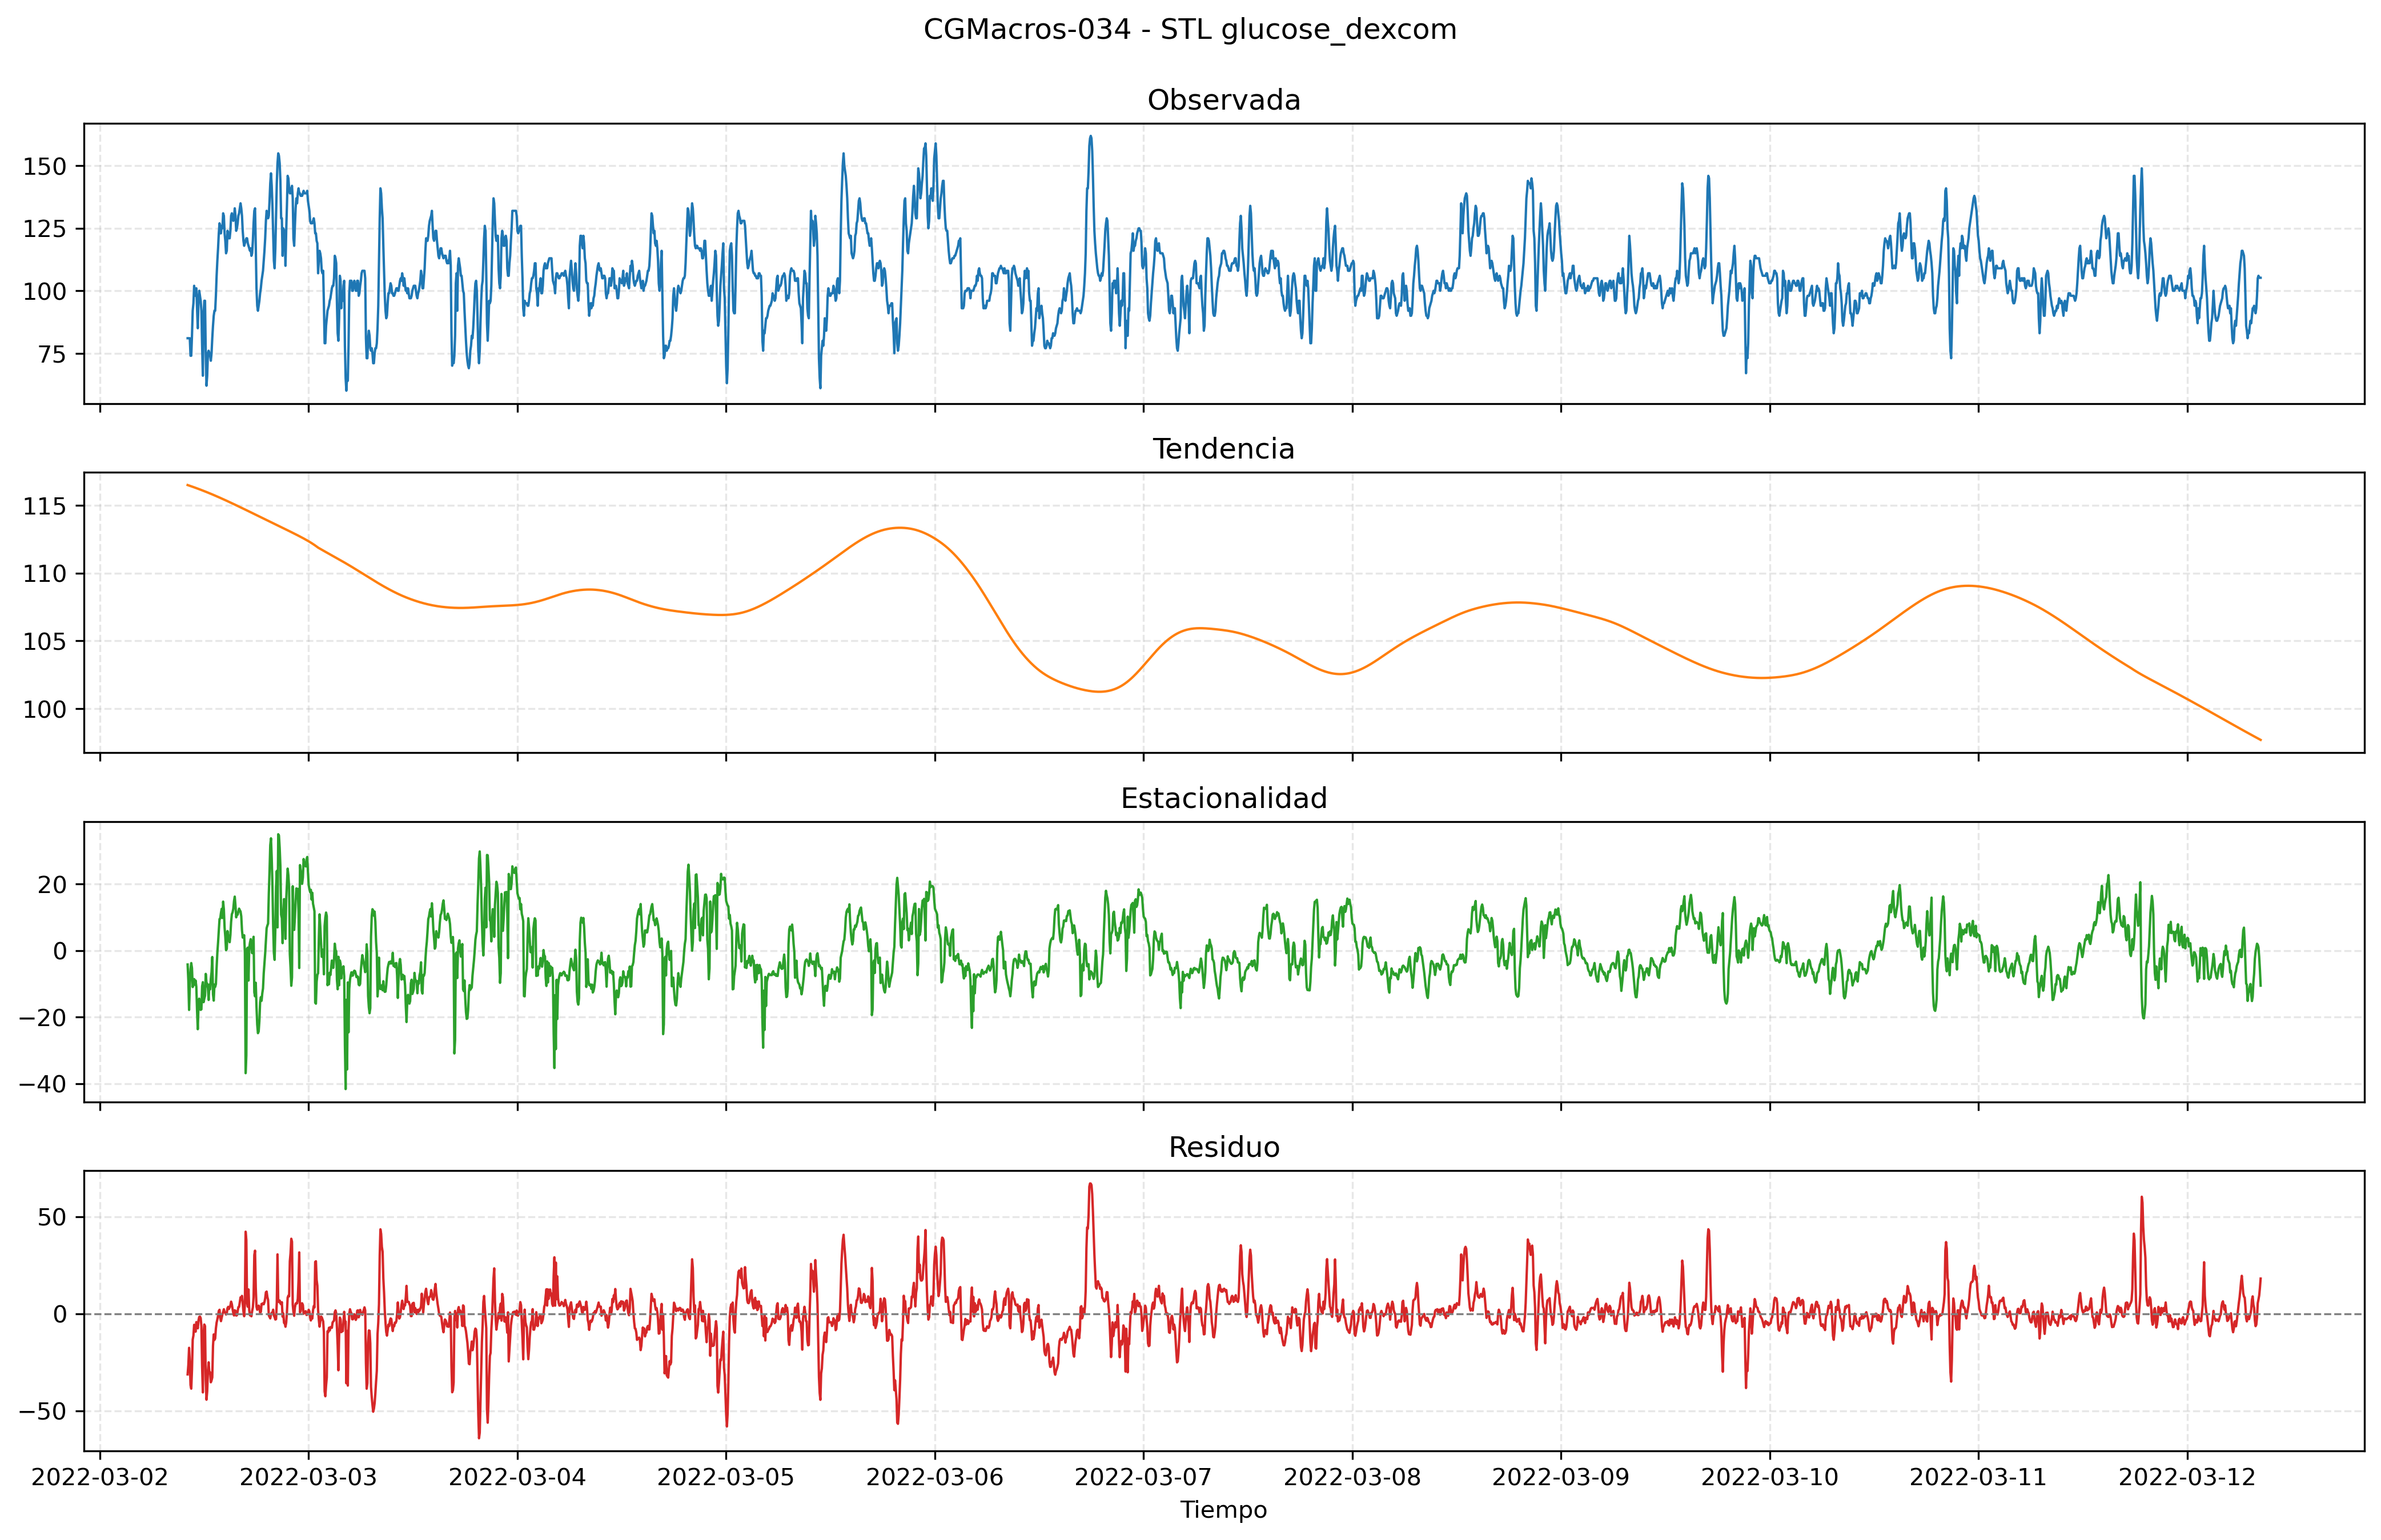 CGMacros-034 - STL glucose_dexcom
Observada
150
125
100
75
Tendencia
115
110
105
100
Estacionalidad
20
0
−20
−40
Residuo
50
0
−50
2022-03-02 2022-03-03 2022-03-04 2022-03-05 2022-03-06 2022-03-07 2022-03-08 2022-03-09 2022-03-10 2022-03-11 2022-03-12
Tiempo